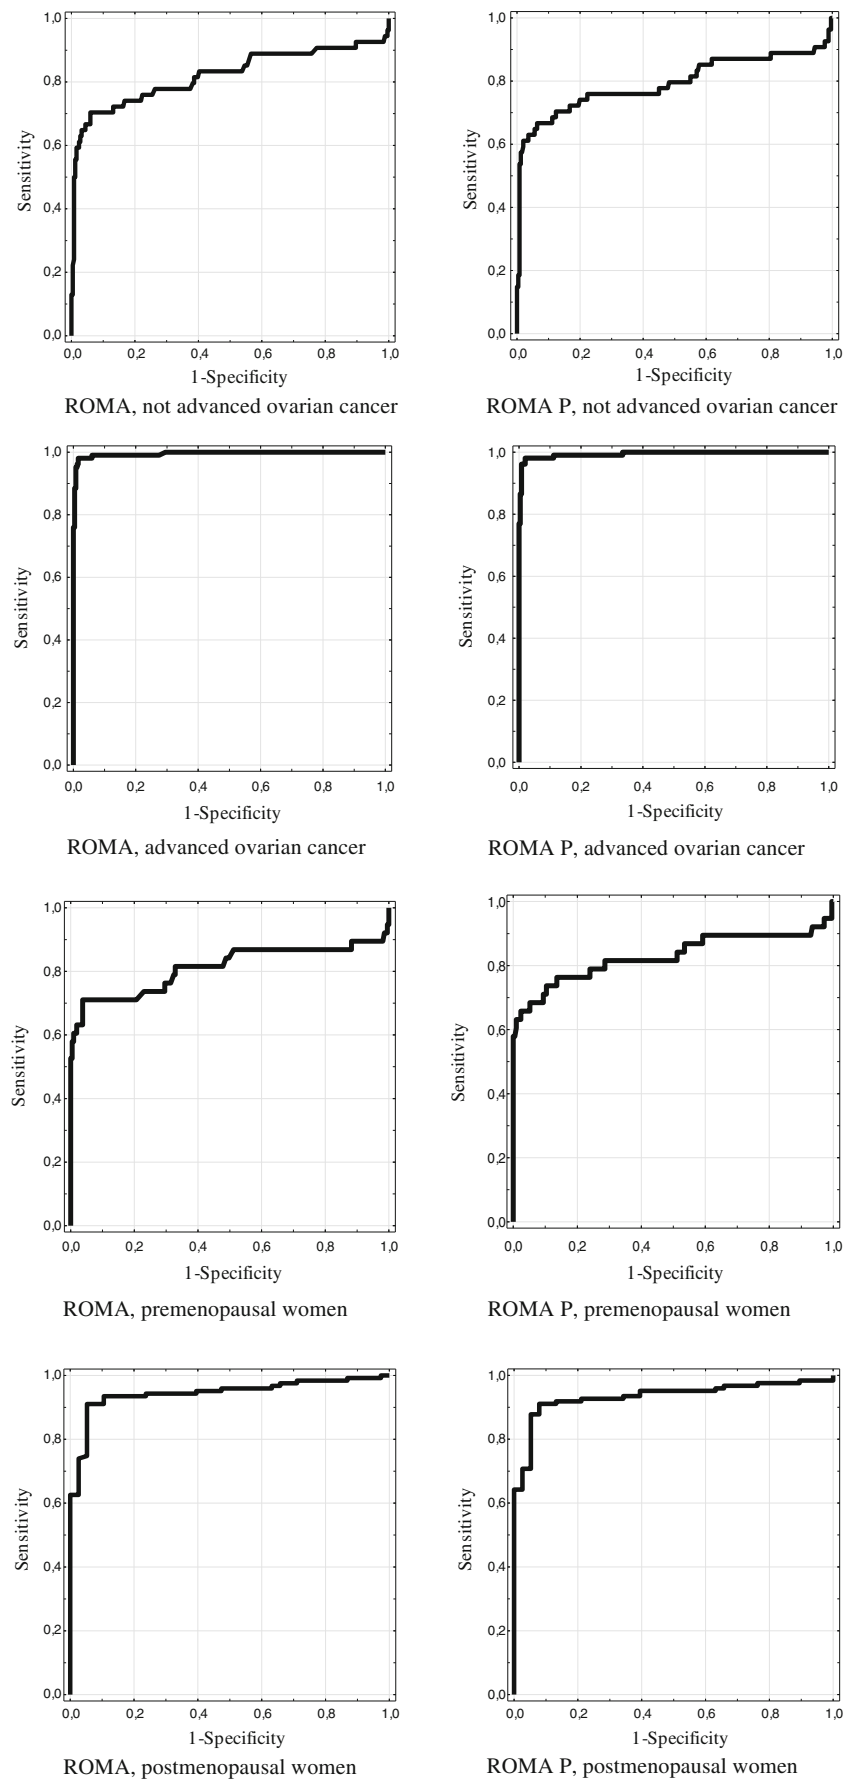 1,0
0,8
0,6
0,4
0,2
0,0
Sensitivity
0,0 0,2 0,4 0,6 0,8 1,0
1-Specificity
ROMA, not advanced ovarian cancer
1,0
0,8
0,6
0,4
0,2
0,0
Sensitivity
0,0 0,2 0,4 0,6 0,8 1,0
1-Specificity
ROMA P, not advanced ovarian cancer
1,0
0,8
0,6
0,4
0,2
0,0
Sensitivity
0,0 0,2 0,4 0,6 0,8 1,0
1-Specificity
ROMA, advanced ovarian cancer
1,0
0,8
0,6
0,4
0,2
0,0
Sensitivity
0,0 0,2 0,4 0,6 0,8 1,0
1-Specificity
ROMA P, advanced ovarian cancer
1,0
0,8
0,6
0,4
0,2
0,0
Sensitivity
0,0 0,2 0,4 0,6 0,8 1,0
1-Specificity
ROMA, premenopausal women
1,0
0,8
0,6
0,4
0,2
0,0
Sensitivity
0,0 0,2 0,4 0,6 0,8 1,0
1-Specificity
ROMA P, premenopausal women
1,0
0,8
0,6
0,4
0,2
0,0
Sensitivity
0,0 0,2 0,4 0,6 0,8 1,0
1-Specificity
ROMA, postmenopausal women
1,0
0,8
0,6
0,4
0,2
0,0
Sensitivity
0,0 0,2 0,4 0,6 0,8 1,0
1-Specificity
ROMA P, postmenopausal women